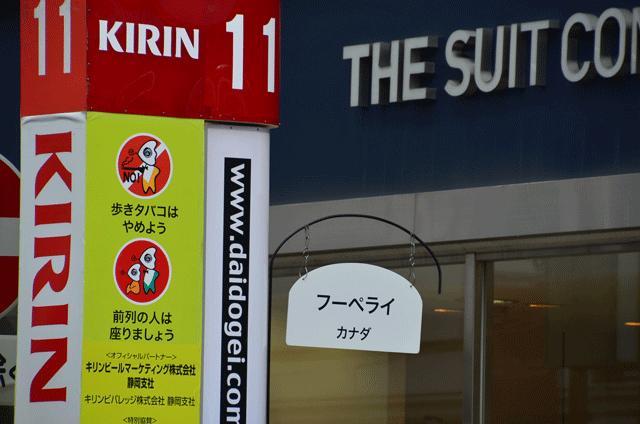 11
KIRIN
11
THE SUIT CO
KIRIN
NO!
歩きタバコは
やめよう
前列の人は
座りましょう
<オフィシャルパートナー>
キリンビールマーケティング株式会社
静岡支社
キリンビバレッジ株式会社 静岡支社
<特別協賛>
www.daidogei.com
フーペライ
カナダ